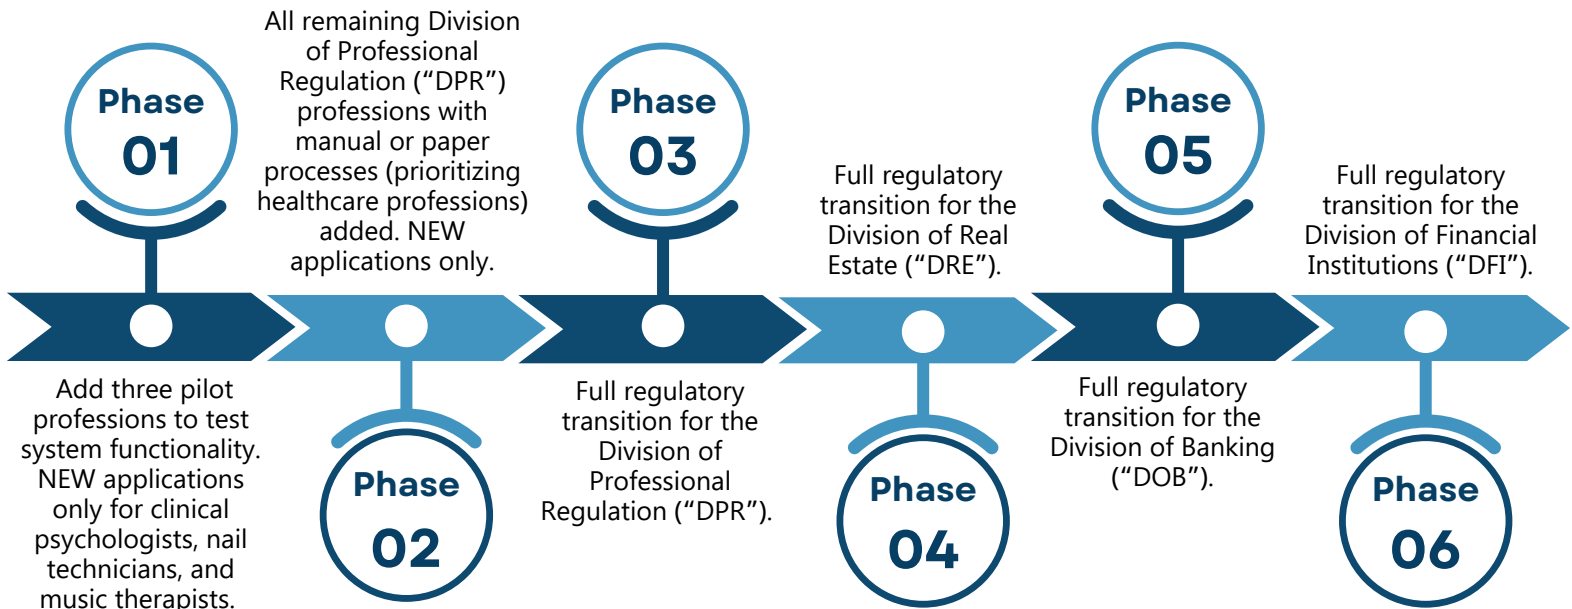 Phase
01
Add three pilot
professions to test
system functionality.
NEW applications
only for clinical
psychologists, nail
technicians, and
music therapists.
All remaining Division
of Professional
Regulation (“DPR”)
professions with
manual or paper
processes (prioritizing
healthcare professions)
added. NEW
applications only.
Phase
02
Phase
03
Full regulatory
transition for the
Division of
Professional
Regulation (“DPR”).
Full regulatory
transition for the
Division of Real
Estate (“DRE”).
Phase
04
Phase
05
Full regulatory
transition for the
Division of Banking
(“DOB”).
Full regulatory
transition for the
Division of Financial
Institutions (“DFI”).
Phase
06